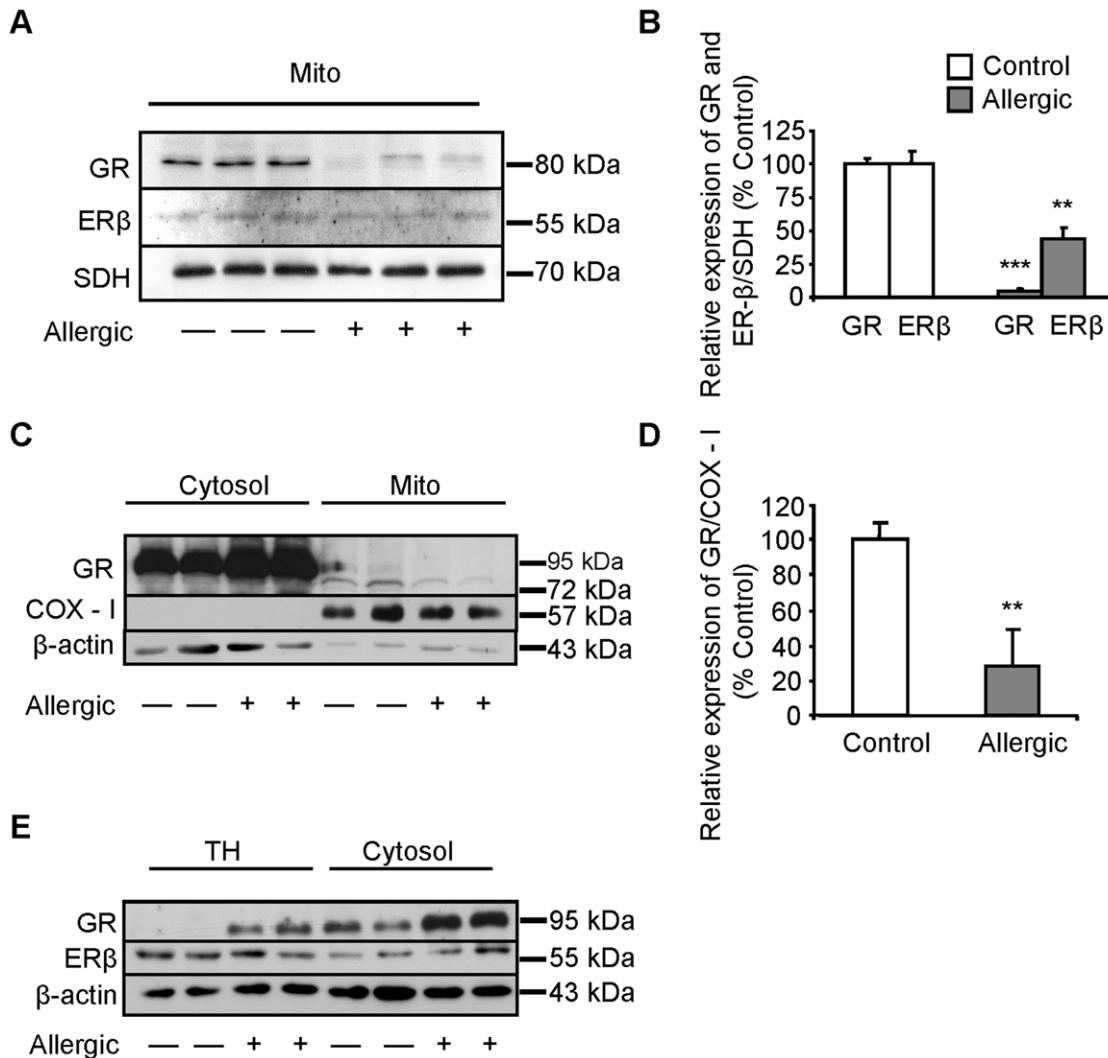 A
Mito
GR
80 kDa
ERβ
55 kDa
SDH
70 kDa
Allergic — — — + + +
B
Control
Allergic
Relative expression of GR and
ER-β/SDH (% Control)
125
100
75
50
25
0
***
**
GR ERβ GR ERβ
C
Cytosol Mito
GR
95 kDa
72 kDa
COX - I
57 kDa
β-actin
43 kDa
Allergic — — + + — — + +
D
Relative expression of GR/COX - I
(% Control)
120
100
80
60
40
20
0
**
Control Allergic
E
TH Cytosol
GR
95 kDa
ERβ
55 kDa
β-actin
43 kDa
Allergic — — + + — — + +